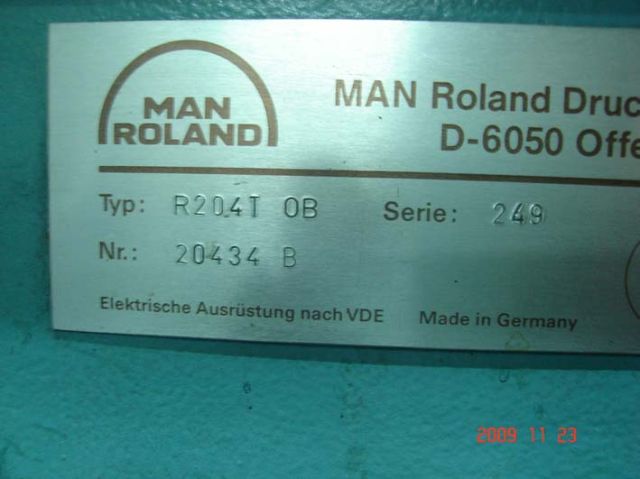 MAN
ROLAND
MAN Roland Druc
D-6050 Offe
Typ: R204T OB Serie: 249
Nr.: 20434 B
Elektrische Ausrüstung nach VDE Made in Germany
2009 11 23